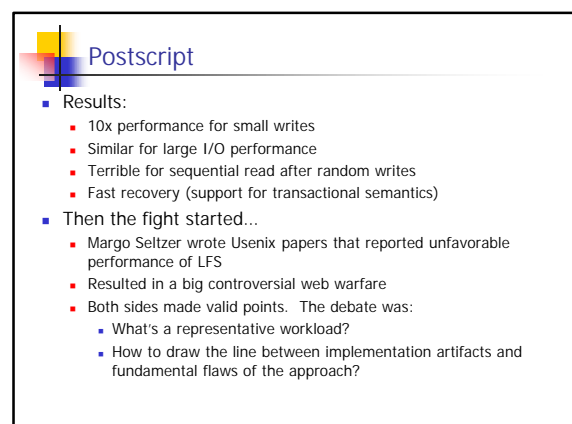 Postscript
Results:
10x performance for small writes
Similar for large I/O performance
Terrible for sequential read after random writes
Fast recovery (support for transactional semantics)
Then the fight started...
Margo Seltzer wrote Usenix papers that reported unfavorable
performance of LFS
Resulted in a big controversial web warfare
Both sides made valid points.  The debate was:
What's a representative workload?
How to draw the line between implementation artifacts and
fundamental flaws of the approach?